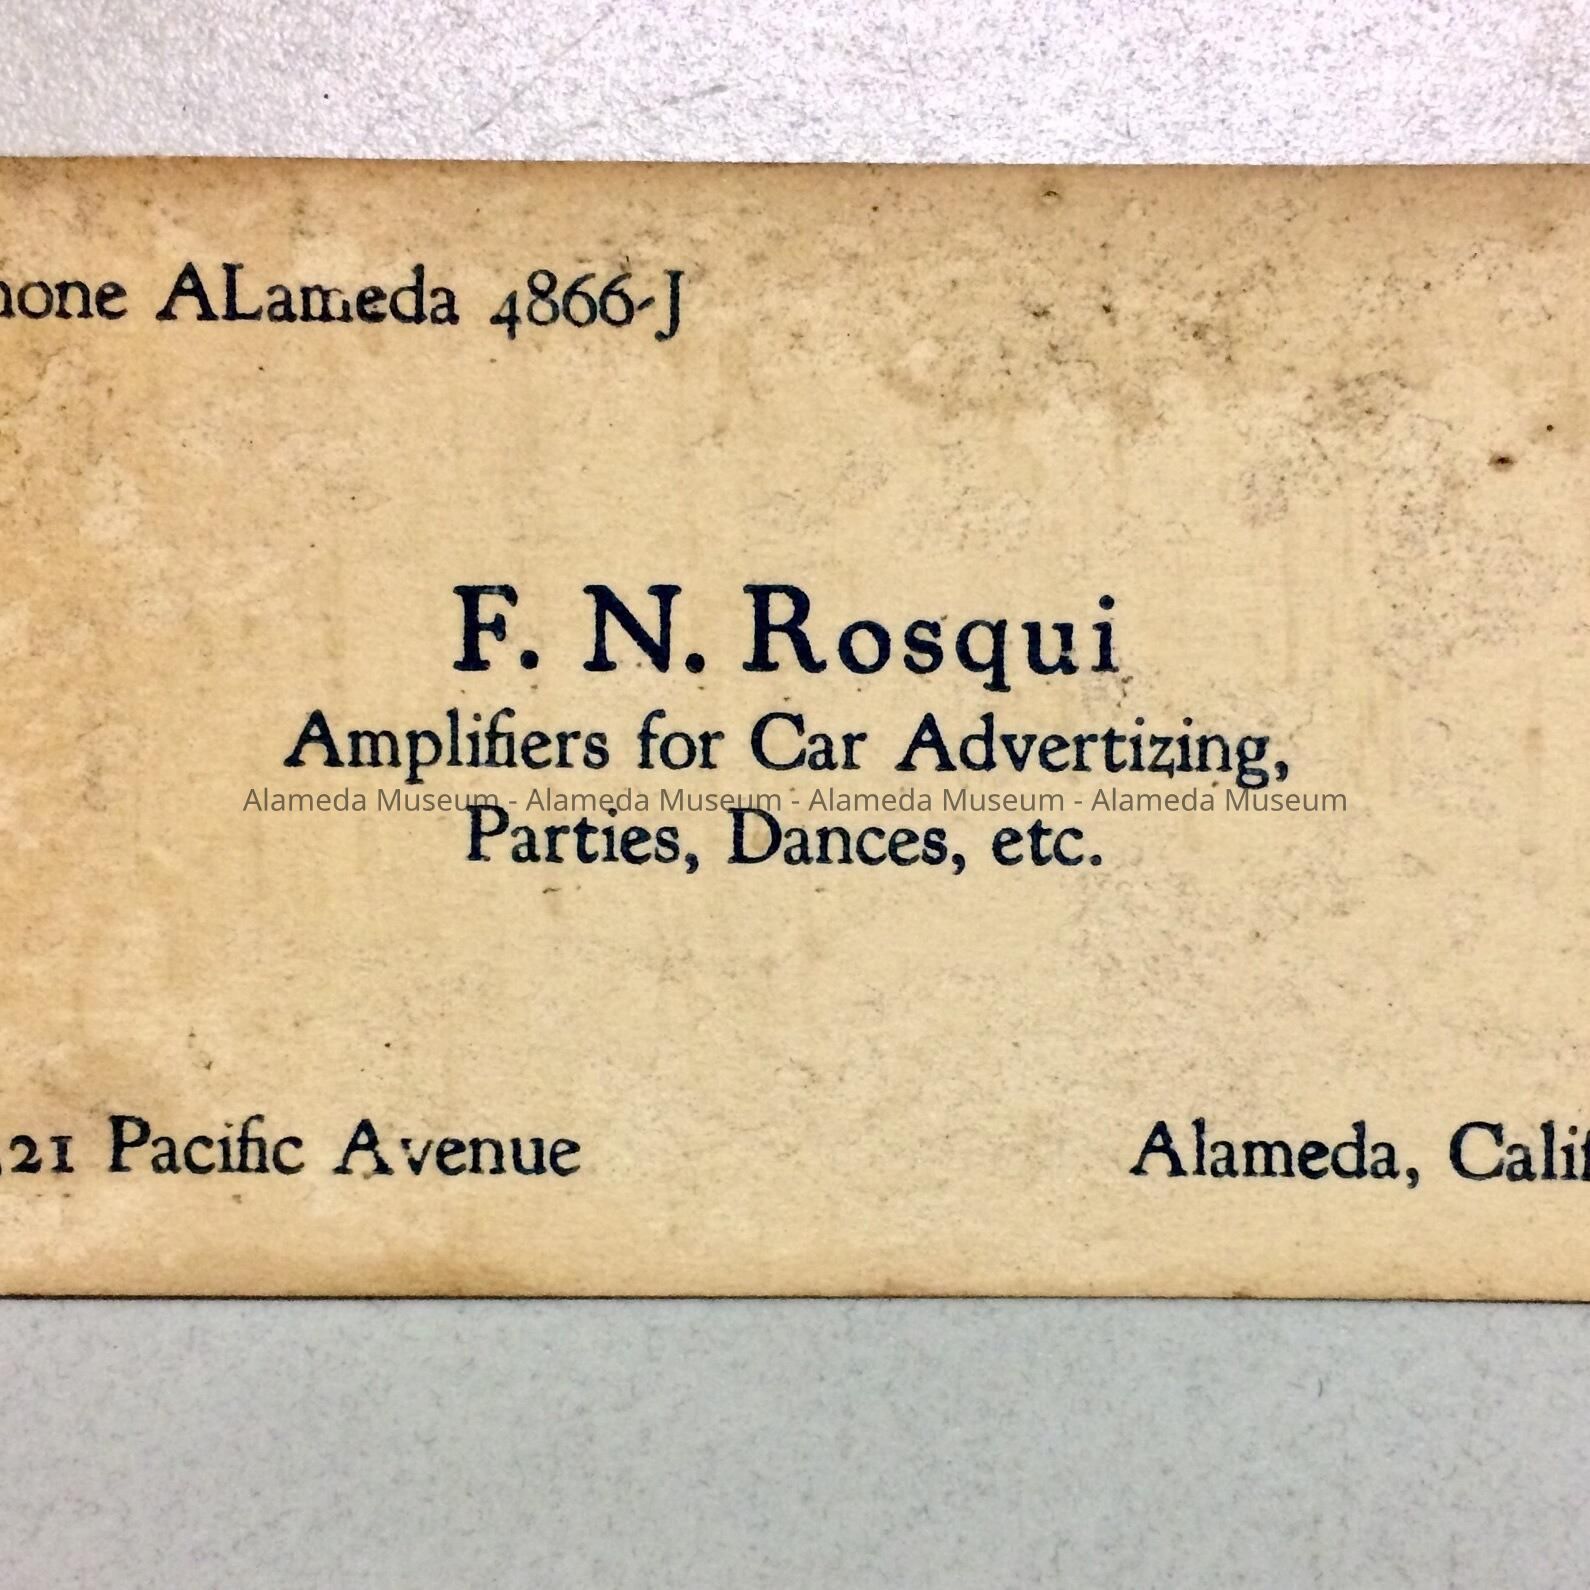 hone ALameda 4866-J
F. N. Rosqui
Amplifiers for Car Advertizing,
Alameda Museum - Alameda Museum - Alameda Museum - Alameda Museum
Parties, Dances, etc.
21 Pacific Avenue
Alameda, Calif